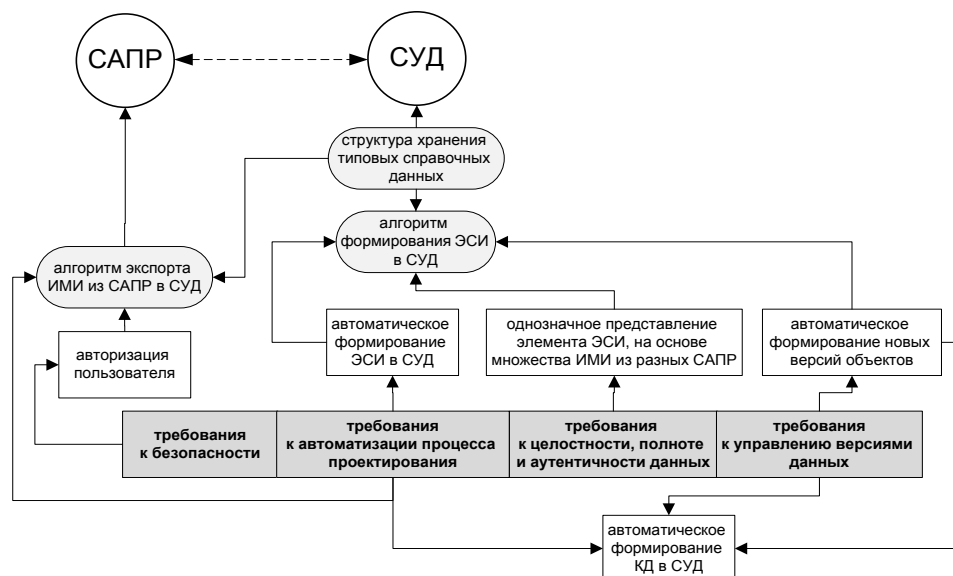 САПР
СУД
структура хранения
типовых справочных
данных
алгоритм
формирования ЭСИ
в СУД
алгоритм экспорта
ИМИ из САПР в СУД
авторизация
пользователя
автоматическое
формирование
ЭСИ в СУД
однозначное представление
элемента ЭСИ, на основе
множества ИМИ из разных САПР
автоматическое
формирование новых
версий объектов
требования
к безопасности
требования
к автоматизации процесса
проектирования
требования
к целостности, полноте
и аутентичности данных
требования
к управлению версиями
данных
автоматическое
формирование
КД в СУД